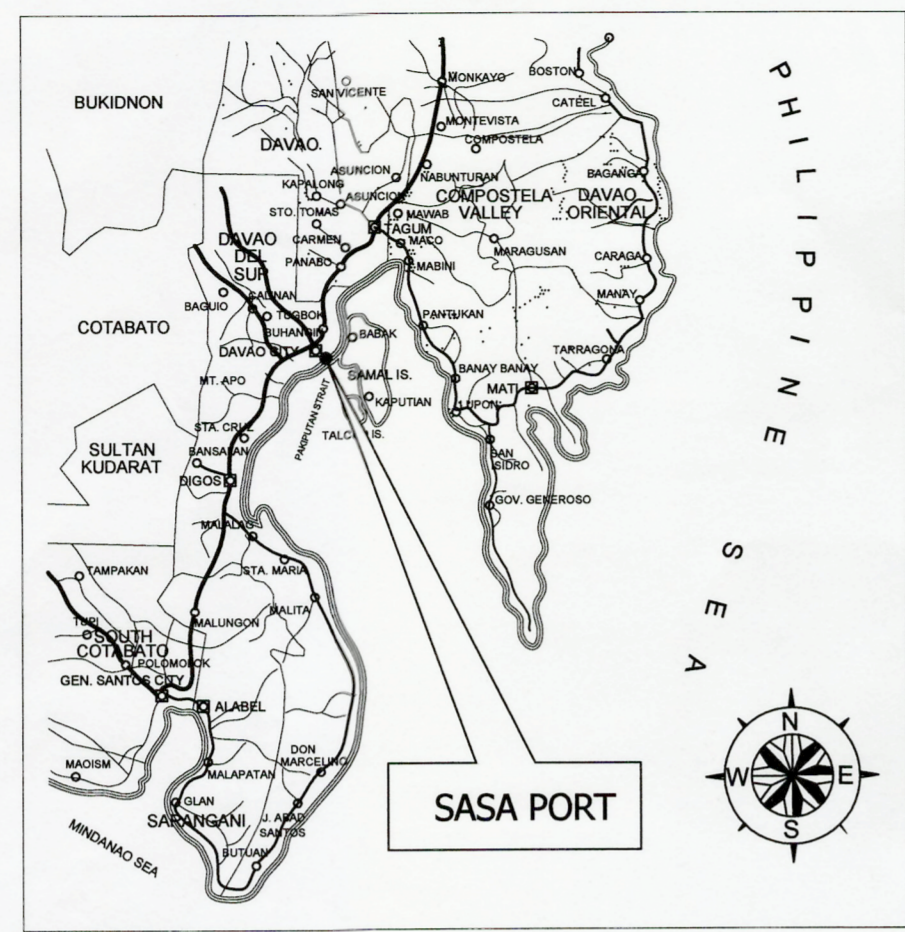 BOSTON
MONKAYO
CATEEL
BUKIDNON
SAN VICENTE
MONTEVISTA
COMPOSTELA
DAVAO.
ASUNCION
NABUNTURAN
BAGANGA
KAPALONG
ASUNCION
COMPOSTELA
VALLEY
DAVAO
ORIENTAL
STO. TOMAS
MAWAB
TAGUM
DAVAO
DEL
SUR
CARMEN
MACO
MARAGUSAN
CARAGA
PANABO
MABINI
BAGUIO
CALINAN
MANAY
TUGBOK
PANTUKAN
COTABATO
BUHANGIN
BABAK
DAVAO CITY
TARRAGONA
BANAY BANAY
MT. APO
SAMAL IS.
MATI
KAPUTIAN
LUPON
PAKIPUTAN STRAIT
STA. CRUZ
TALCUD IS.
SULTAN
KUDARAT
BANSALAN
SAN
ISIDRO
DIGOS
GOV. GENEROSO
MALALAG
TAMPAKAN
STA. MARIA
MALITA
MALUNGON
TUPI
SOUTH
COTABATO
POLOMOLOK
GEN. SANTOS CITY
ALABEL
DON
MARCELINO
MAOISM
MALAPATAN
GLAN
SARANGANI
J. ABAD
SANTOS
BUTUAN
MINDANAO SEA
SASA PORT
PHILIPPINE SEA
N
W E
S